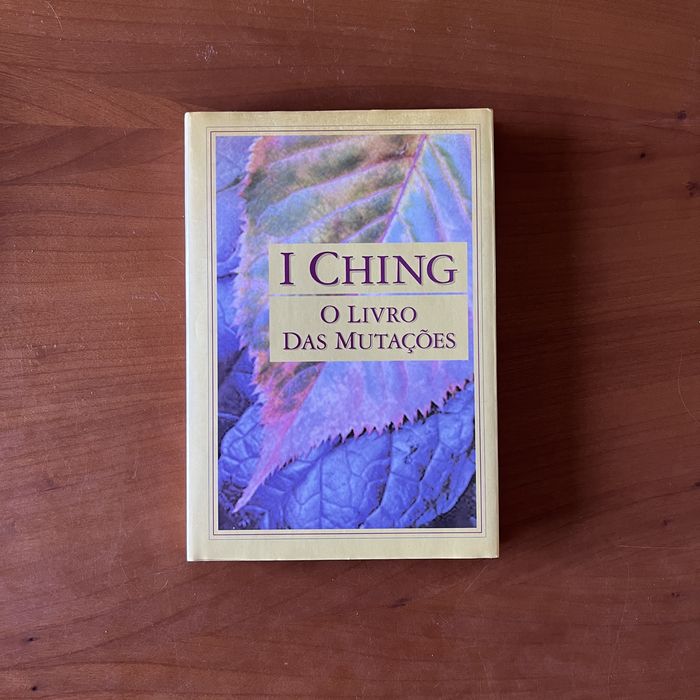 I CHING
O LIVRO
DAS MUTAÇÕES